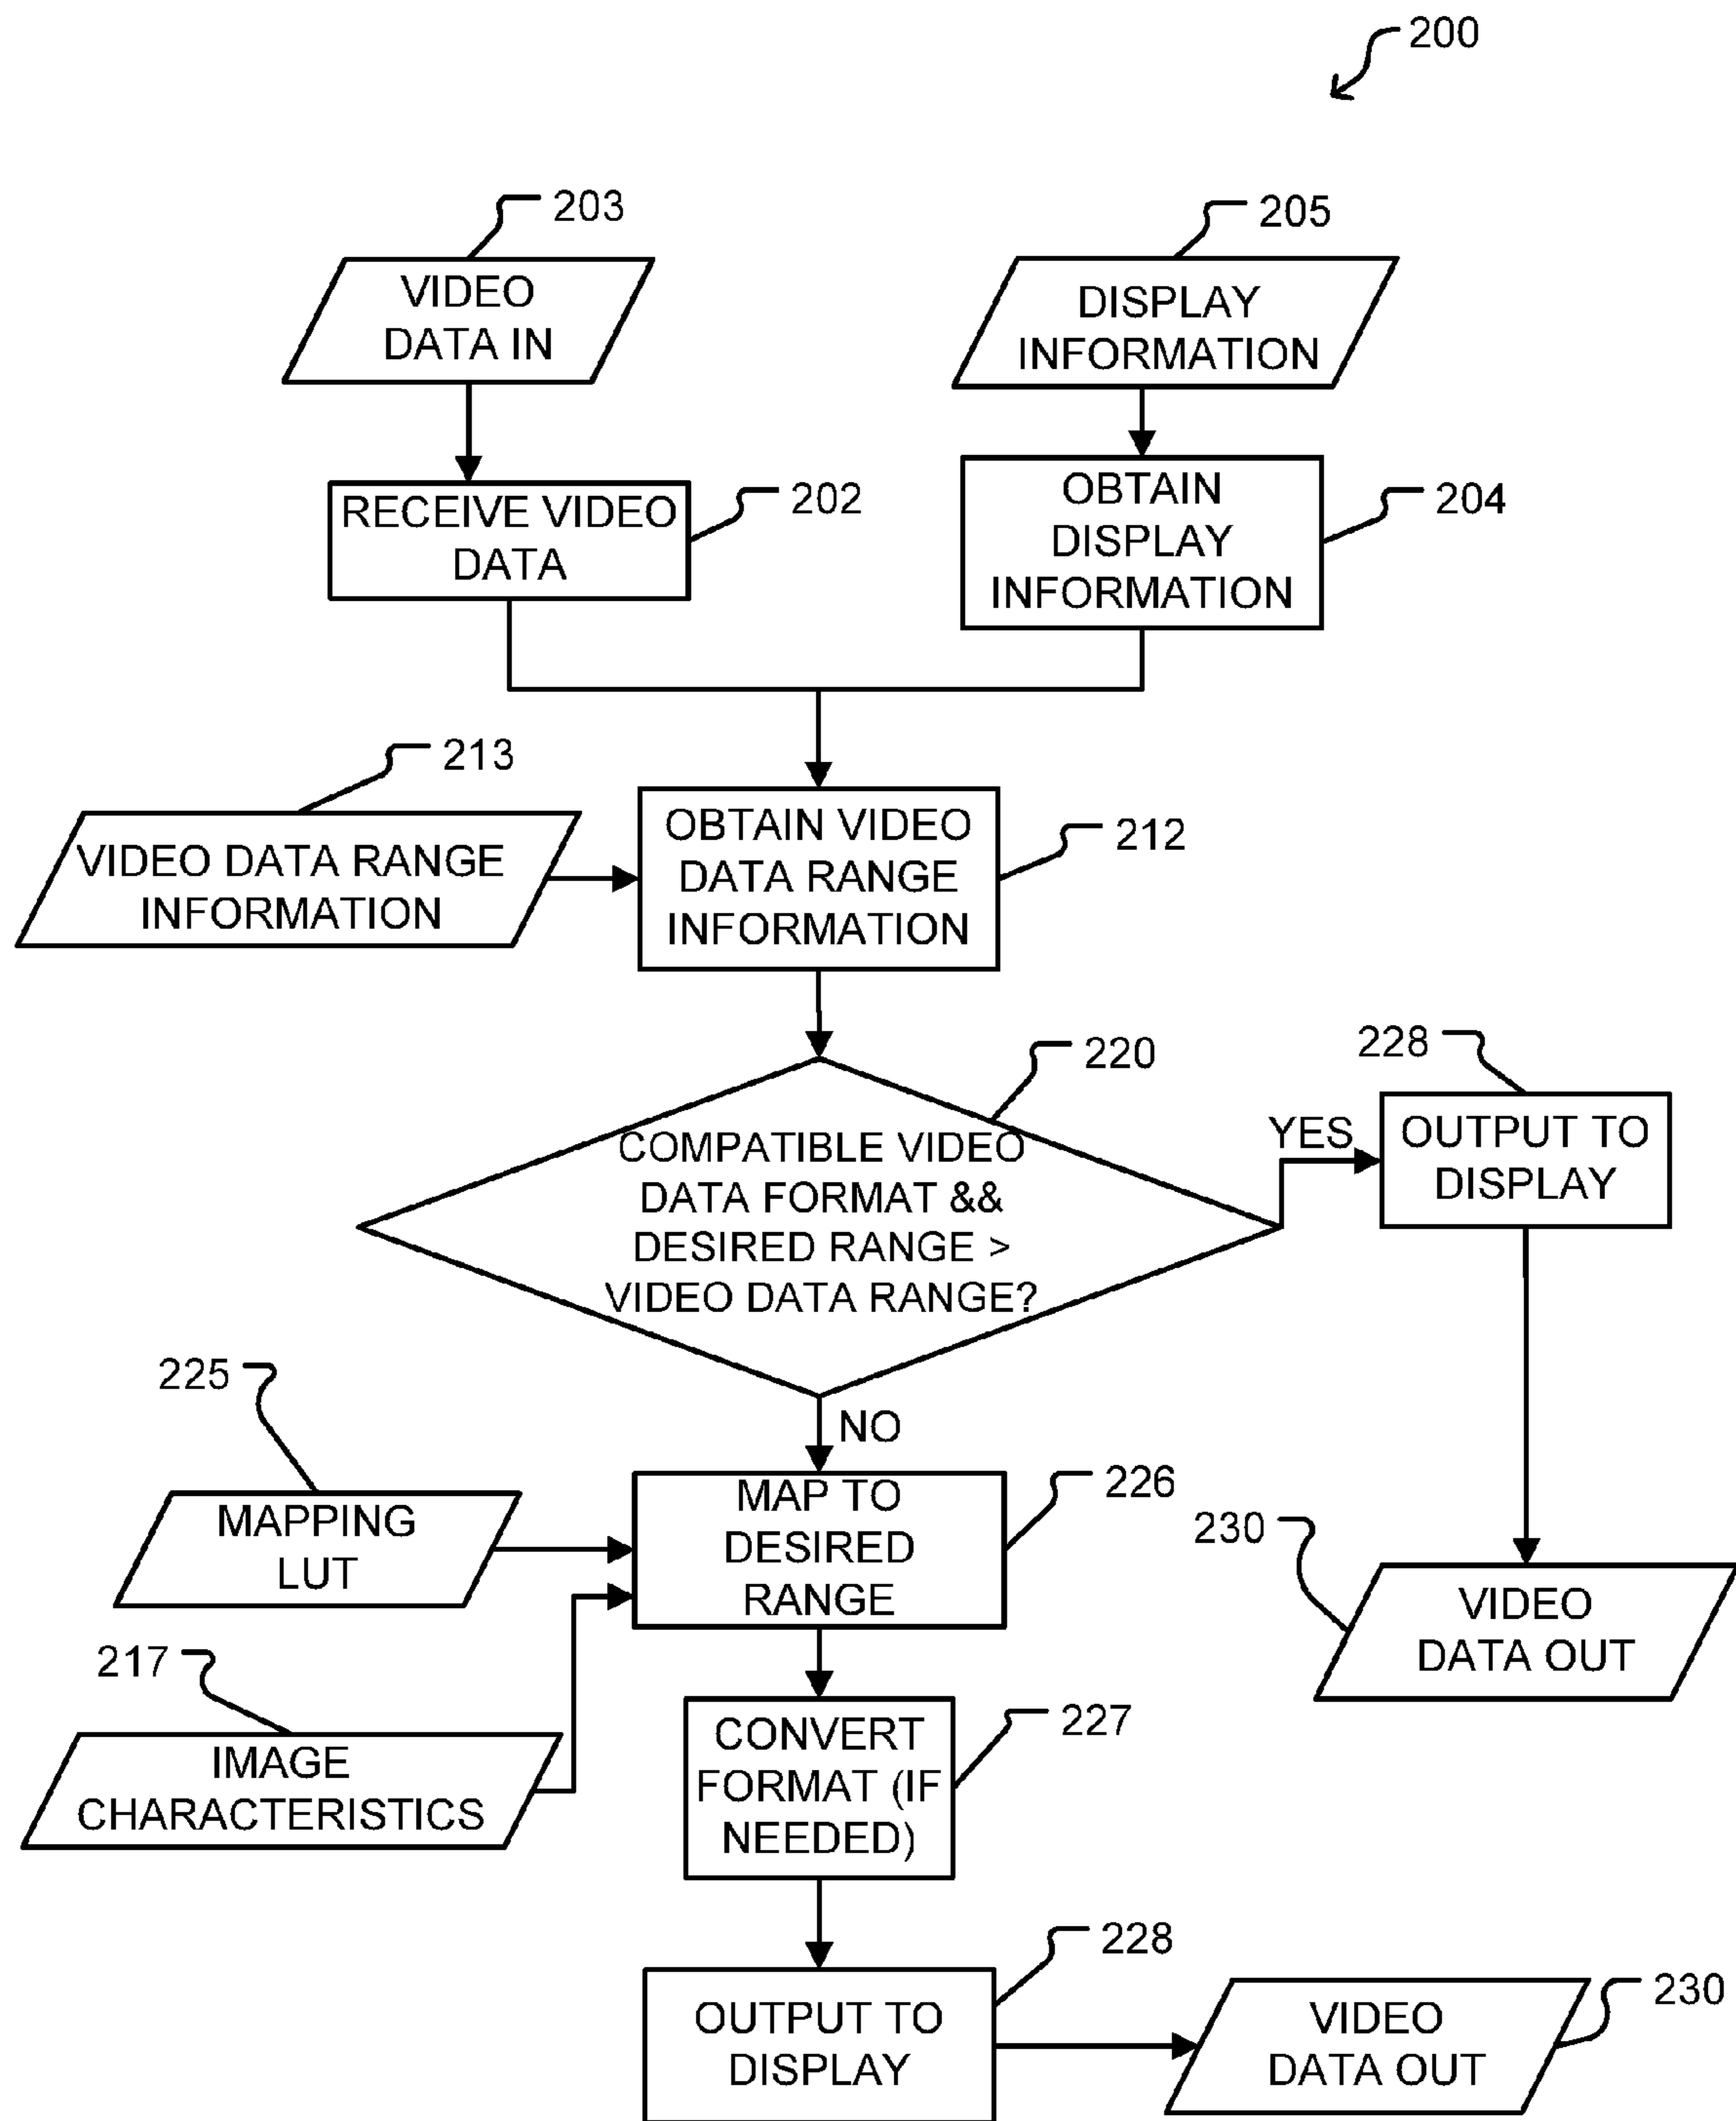 200
203
VIDEO
DATA IN
205
DISPLAY
INFORMATION
RECEIVE VIDEO
DATA
202
OBTAIN
DISPLAY
INFORMATION
204
213
VIDEO DATA RANGE
INFORMATION
OBTAIN VIDEO
DATA RANGE
INFORMATION
212
220
COMPATIBLE VIDEO
DATA FORMAT &&
DESIRED RANGE >
VIDEO DATA RANGE?
YES
228
OUTPUT TO
DISPLAY
NO
225
MAPPING
LUT
MAP TO
DESIRED
RANGE
226
230
VIDEO
DATA OUT
217
IMAGE
CHARACTERISTICS
CONVERT
FORMAT (IF
NEEDED)
227
OUTPUT TO
DISPLAY
228
VIDEO
DATA OUT
230